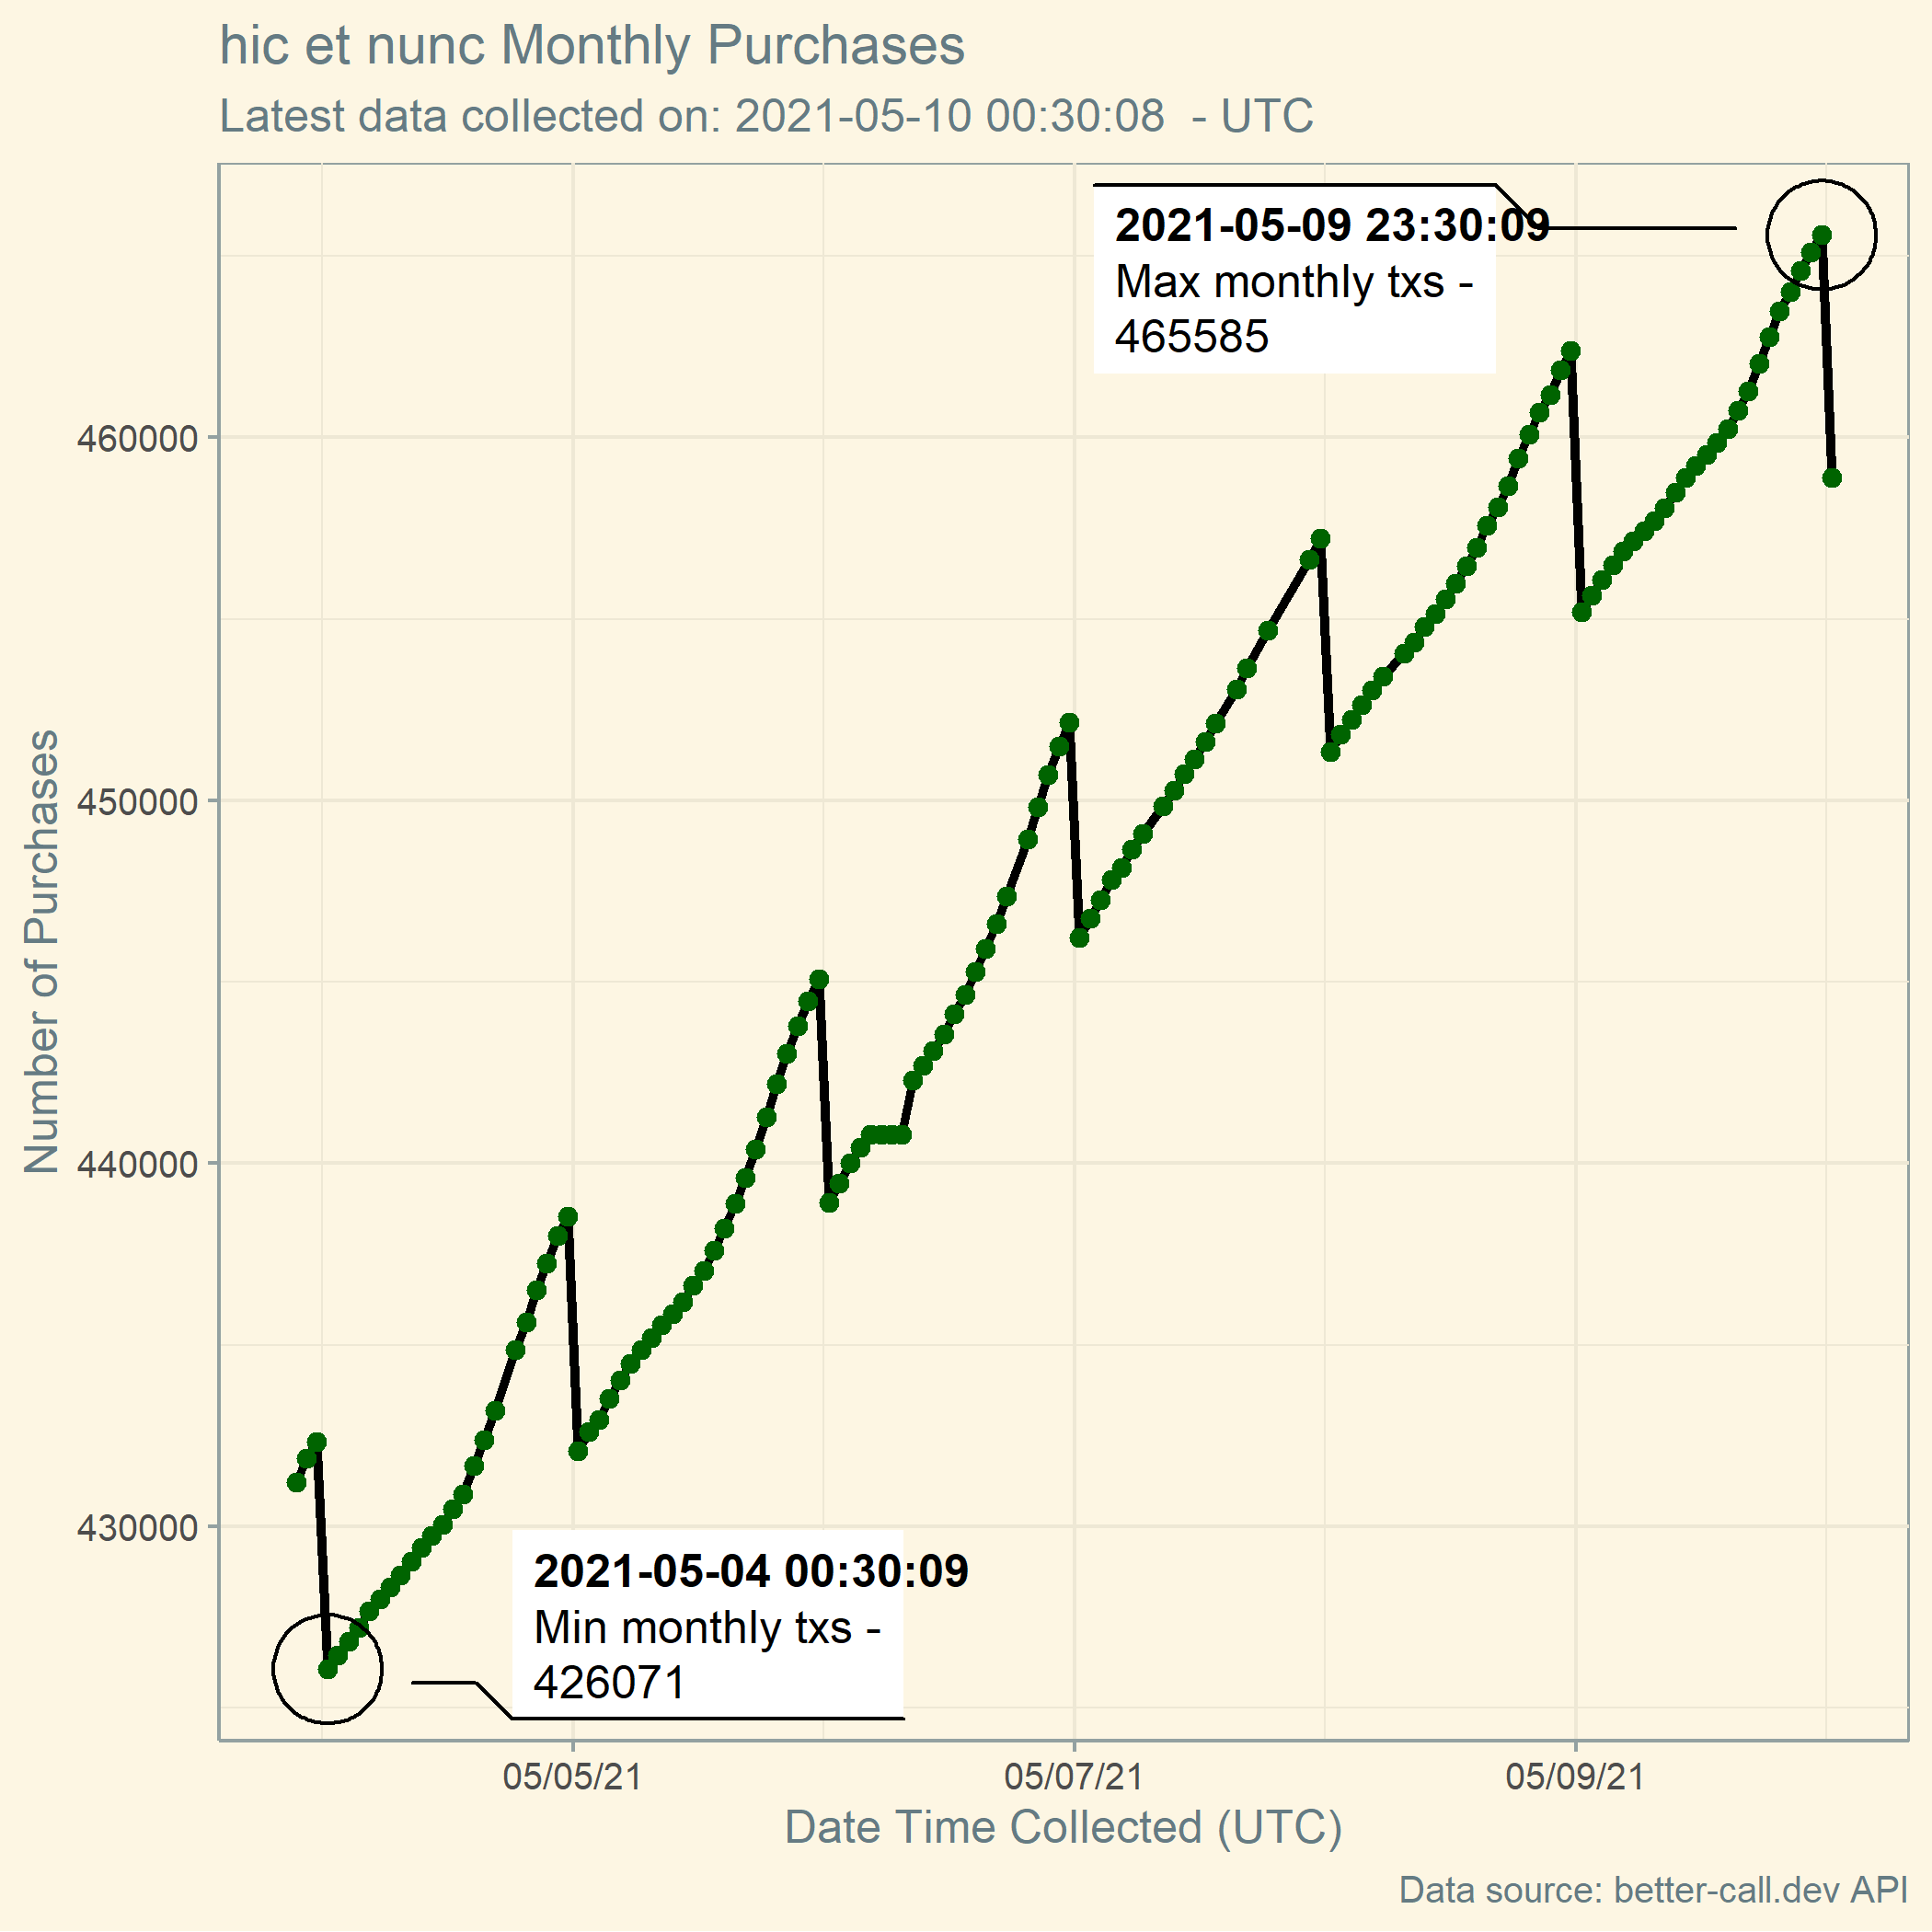 hic et nunc Monthly Purchases
Latest data collected on: 2021-05-10 00:30:08  - UTC
2021-05-09 23:30:09
Max monthly txs -
465585
460000
450000
440000
430000
Number of Purchases
2021-05-04 00:30:09
Min monthly txs -
426071
05/05/21
05/07/21
05/09/21
Date Time Collected (UTC)
Data source: better-call.dev API